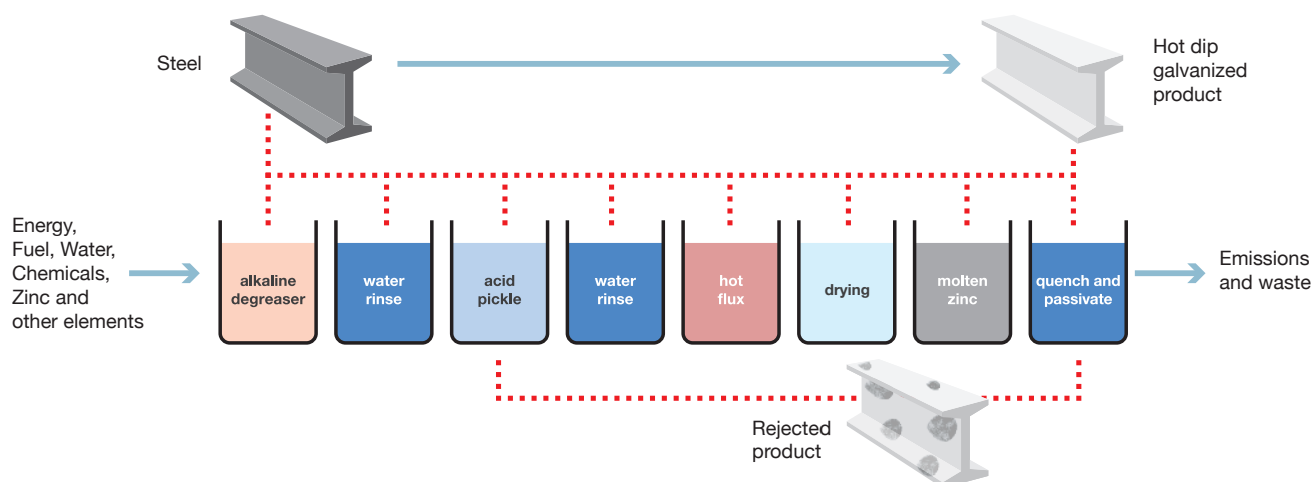 Steel
Hot dip
galvanized
product
Energy,
Fuel, Water,
Chemicals,
Zinc and
other elements
alkaline
degreaser
water
rinse
acid
pickle
water
rinse
hot
flux
drying
molten
zinc
quench and
passivate
Emissions
and waste
Rejected
product